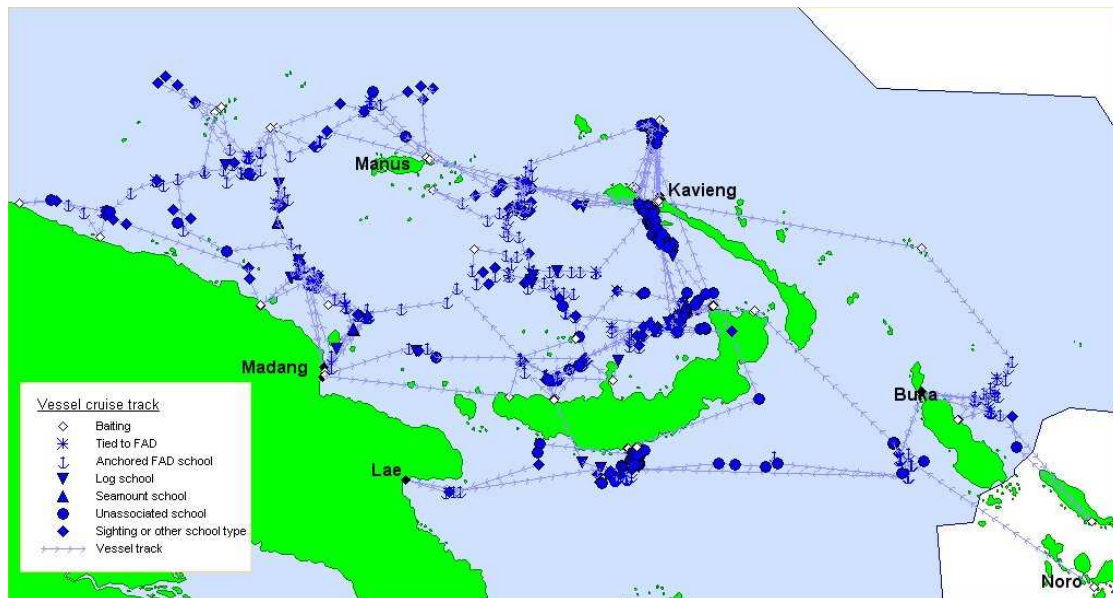 Manus
Kavieng
Madang
Buka
Lae
Noro
Vessel cruise track
Baiting
Tied to FAD
Anchored FAD school
Log school
Seamount school
Unassociated school
Sighting or other school type
Vessel track